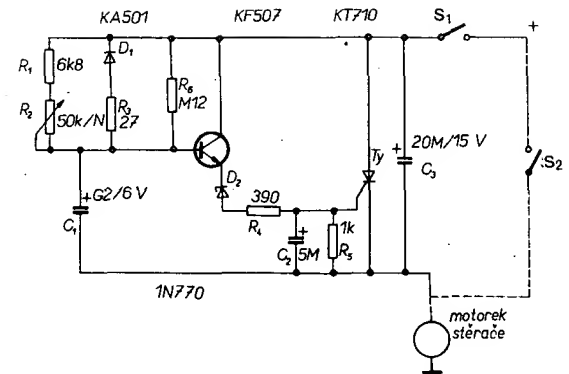 KA501 KF507 KT710
S₁
+
D₁
R₁ 6k8
R₂ 50k/N
R₃ 27
R₆ M12
Ty
+ 20M/15 V
C₃
S₂
D₂
+ G2/6 V
C₁
390
R₄
+
C₂ 5M
1k
R₅
1N770
motorek
stěrače